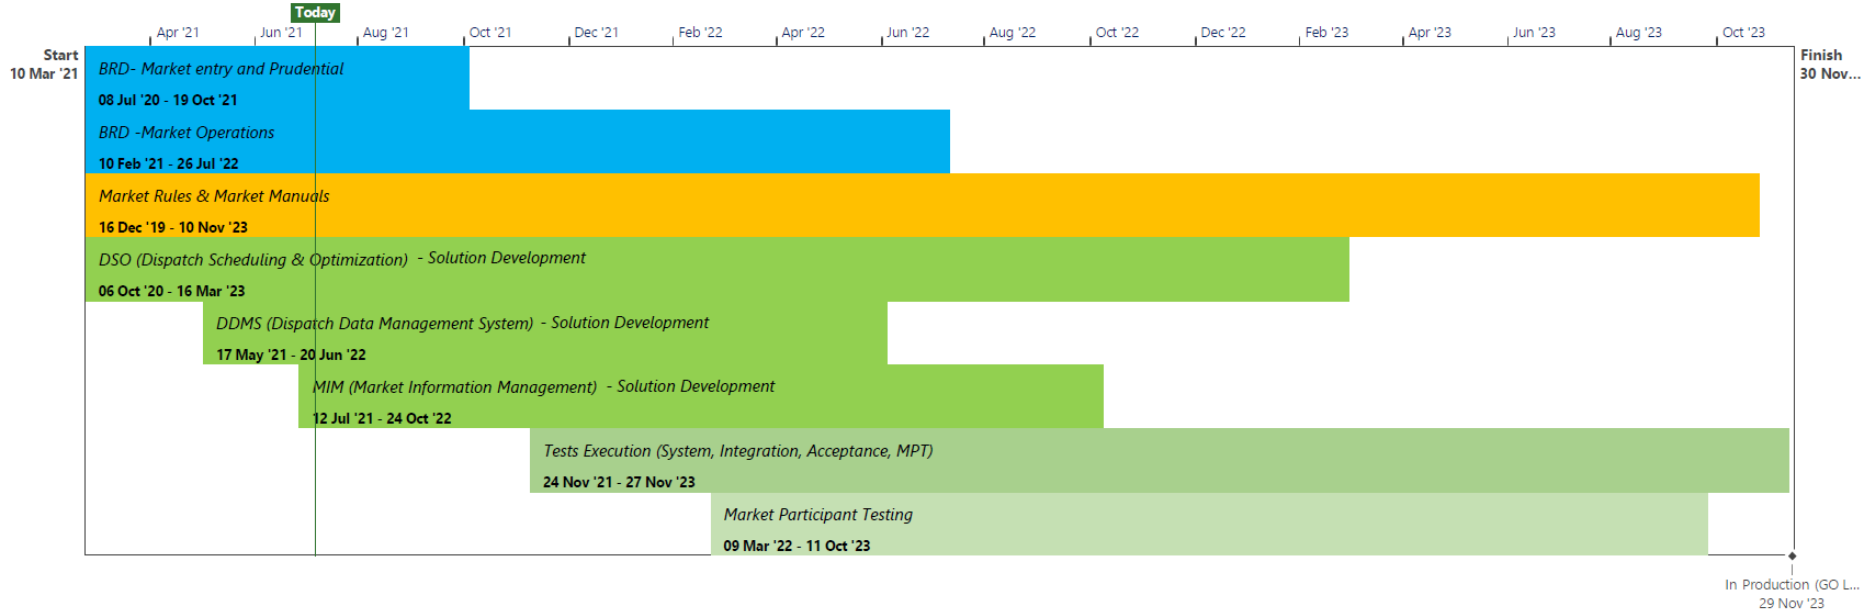 Today
Apr '21 Jun '21 Aug '21 Oct '21 Dec '21 Feb '22 Apr '22 Jun '22 Aug '22 Oct '22 Dec '22 Feb '23 Apr '23 Jun '23 Aug '23 Oct '23
Start
10 Mar '21
Finish
30 Nov...
BRD- Market entry and Prudential
08 Jul '20 - 19 Oct '21
BRD -Market Operations
10 Feb '21 - 26 Jul '22
Market Rules & Market Manuals
16 Dec '19 - 10 Nov '23
DSO (Dispatch Scheduling & Optimization) - Solution Development
06 Oct '20 - 16 Mar '23
DDMS (Dispatch Data Management System) - Solution Development
17 May '21 - 20 Jun '22
MIM (Market Information Management) - Solution Development
12 Jul '21 - 24 Oct '22
Tests Execution (System, Integration, Acceptance, MPT)
24 Nov '21 - 27 Nov '23
Market Participant Testing
09 Mar '22 - 11 Oct '23
In Production (GO L...
29 Nov '23